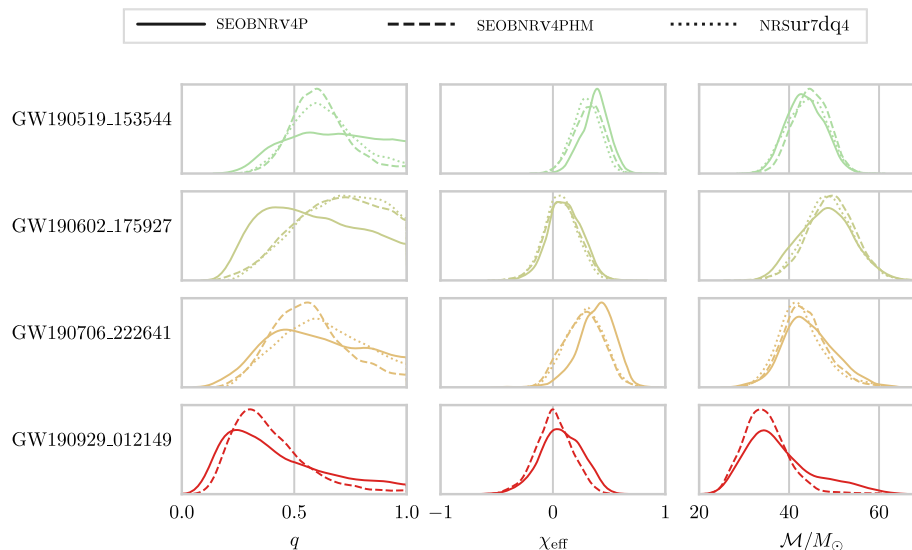 SEOBNRv4P SEOBNRv4PHM NRSur7dq4
GW190519_153544
GW190602_175927
GW190706_222641
GW190929_012149
0.0 0.5 1.0 −1 0 1 20 40 60
q χeff ℳ/M⊙